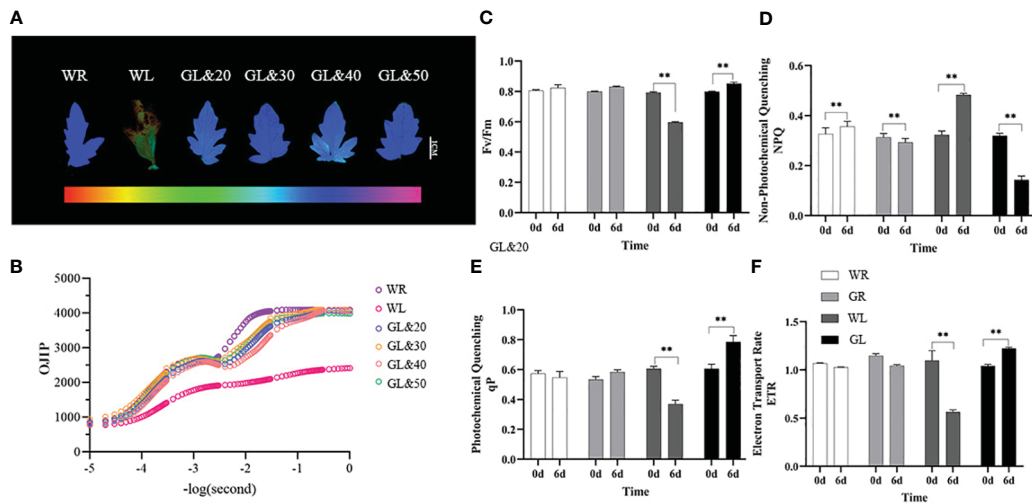 A
WR WL GL&20 GL&30 GL&40 GL&50
1CM
B
OJIP
5000
4000
3000
2000
1000
0
-5 -4 -3 -2 -1 0
-log(second)
WR
WL
GL&20
GL&30
GL&40
GL&50
C
Fv/Fm
1.0
0.8
0.6
0.4
0.2
0.0
** **
0d 6d 0d 6d 0d 6d 0d 6d
Time
GL&20
D
Non-Photochemical Quenching
NPQ
0.6
0.4
0.2
0.0
** ** ** **
0d 6d 0d 6d 0d 6d 0d 6d
Time
E
Photochemical Quenching
qP
1.0
0.8
0.6
0.4
0.2
0.0
** **
0d 6d 0d 6d 0d 6d 0d 6d
Time
F
WR
GR
WL
GL
Electron Transport Rate
ETR
1.5
1.0
0.5
0.0
** **
0d 6d 0d 6d 0d 6d 0d 6d
Time